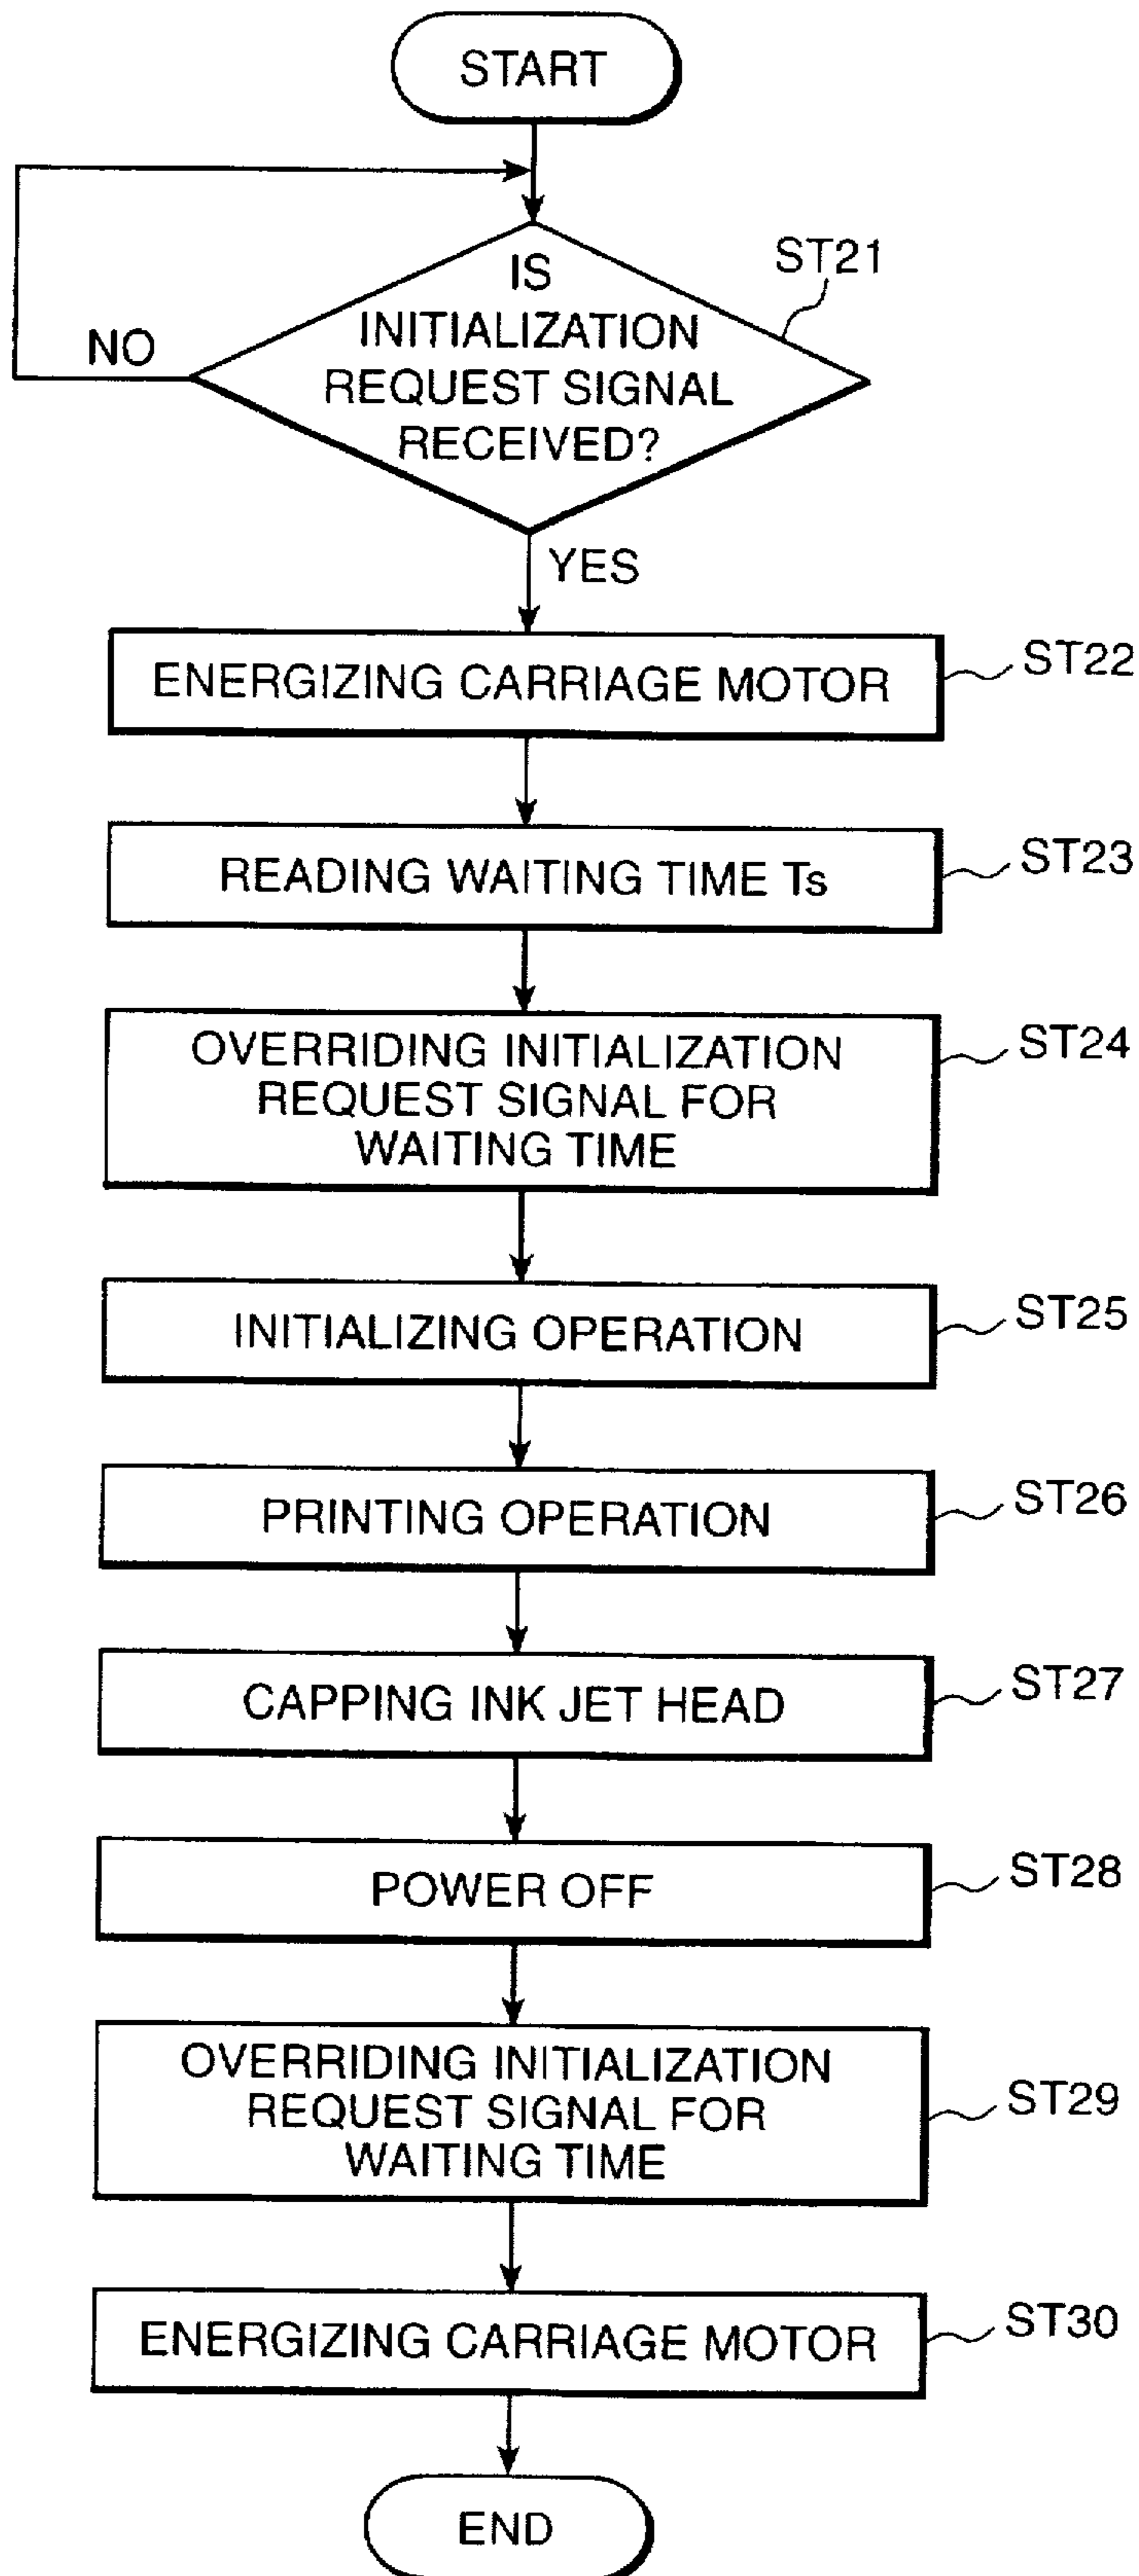 START
IS
INITIALIZATION
REQUEST SIGNAL
RECEIVED?
ST21
NO
YES
ENERGIZING CARRIAGE MOTOR
ST22
READING WAITING TIME Ts
ST23
OVERRIDING INITIALIZATION
REQUEST SIGNAL FOR
WAITING TIME
ST24
INITIALIZING OPERATION
ST25
PRINTING OPERATION
ST26
CAPPING INK JET HEAD
ST27
POWER OFF
ST28
OVERRIDING INITIALIZATION
REQUEST SIGNAL FOR
WAITING TIME
ST29
ENERGIZING CARRIAGE MOTOR
ST30
END